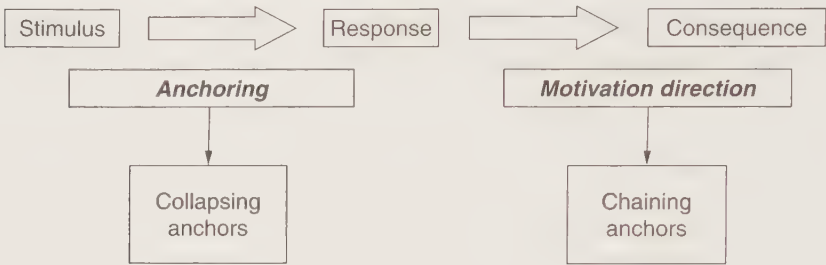 Stimulus
Response
Consequence
Anchoring
Motivation direction
Collapsing
anchors
Chaining
anchors